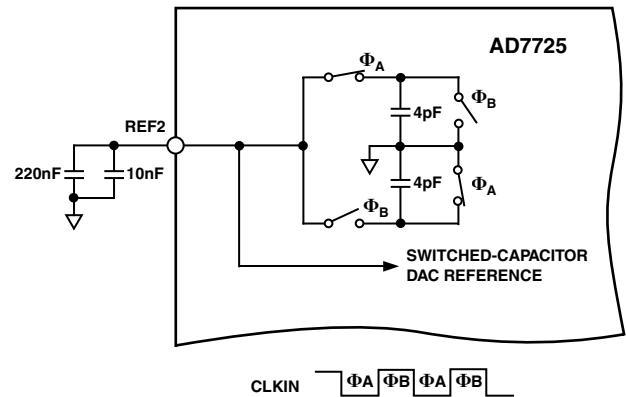 AD7725
ΦA
ΦB
4pF
REF2
220nF
10nF
4pF
ΦA
ΦB
SWITCHED-CAPACITOR
DAC REFERENCE
CLKIN ΦA ΦB ΦA ΦB